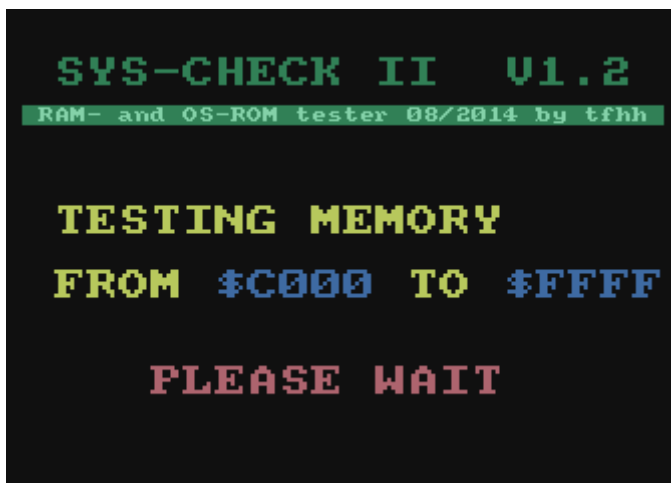 SYS-CHECK II V1.2
RAM- and OS-ROM tester 08/2014 by tfhh
TESTING MEMORY
FROM $C000 TO $FFFF
PLEASE WAIT